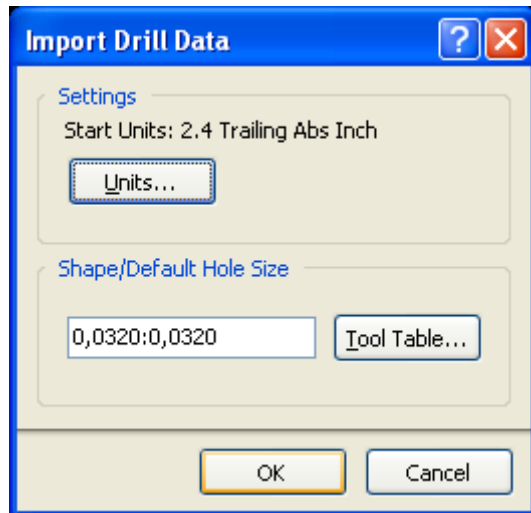 Import Drill Data
Settings
Start Units: 2.4 Trailing Abs Inch
Units...
Shape/Default Hole Size
0,0320:0,0320
Tool Table...
OK
Cancel